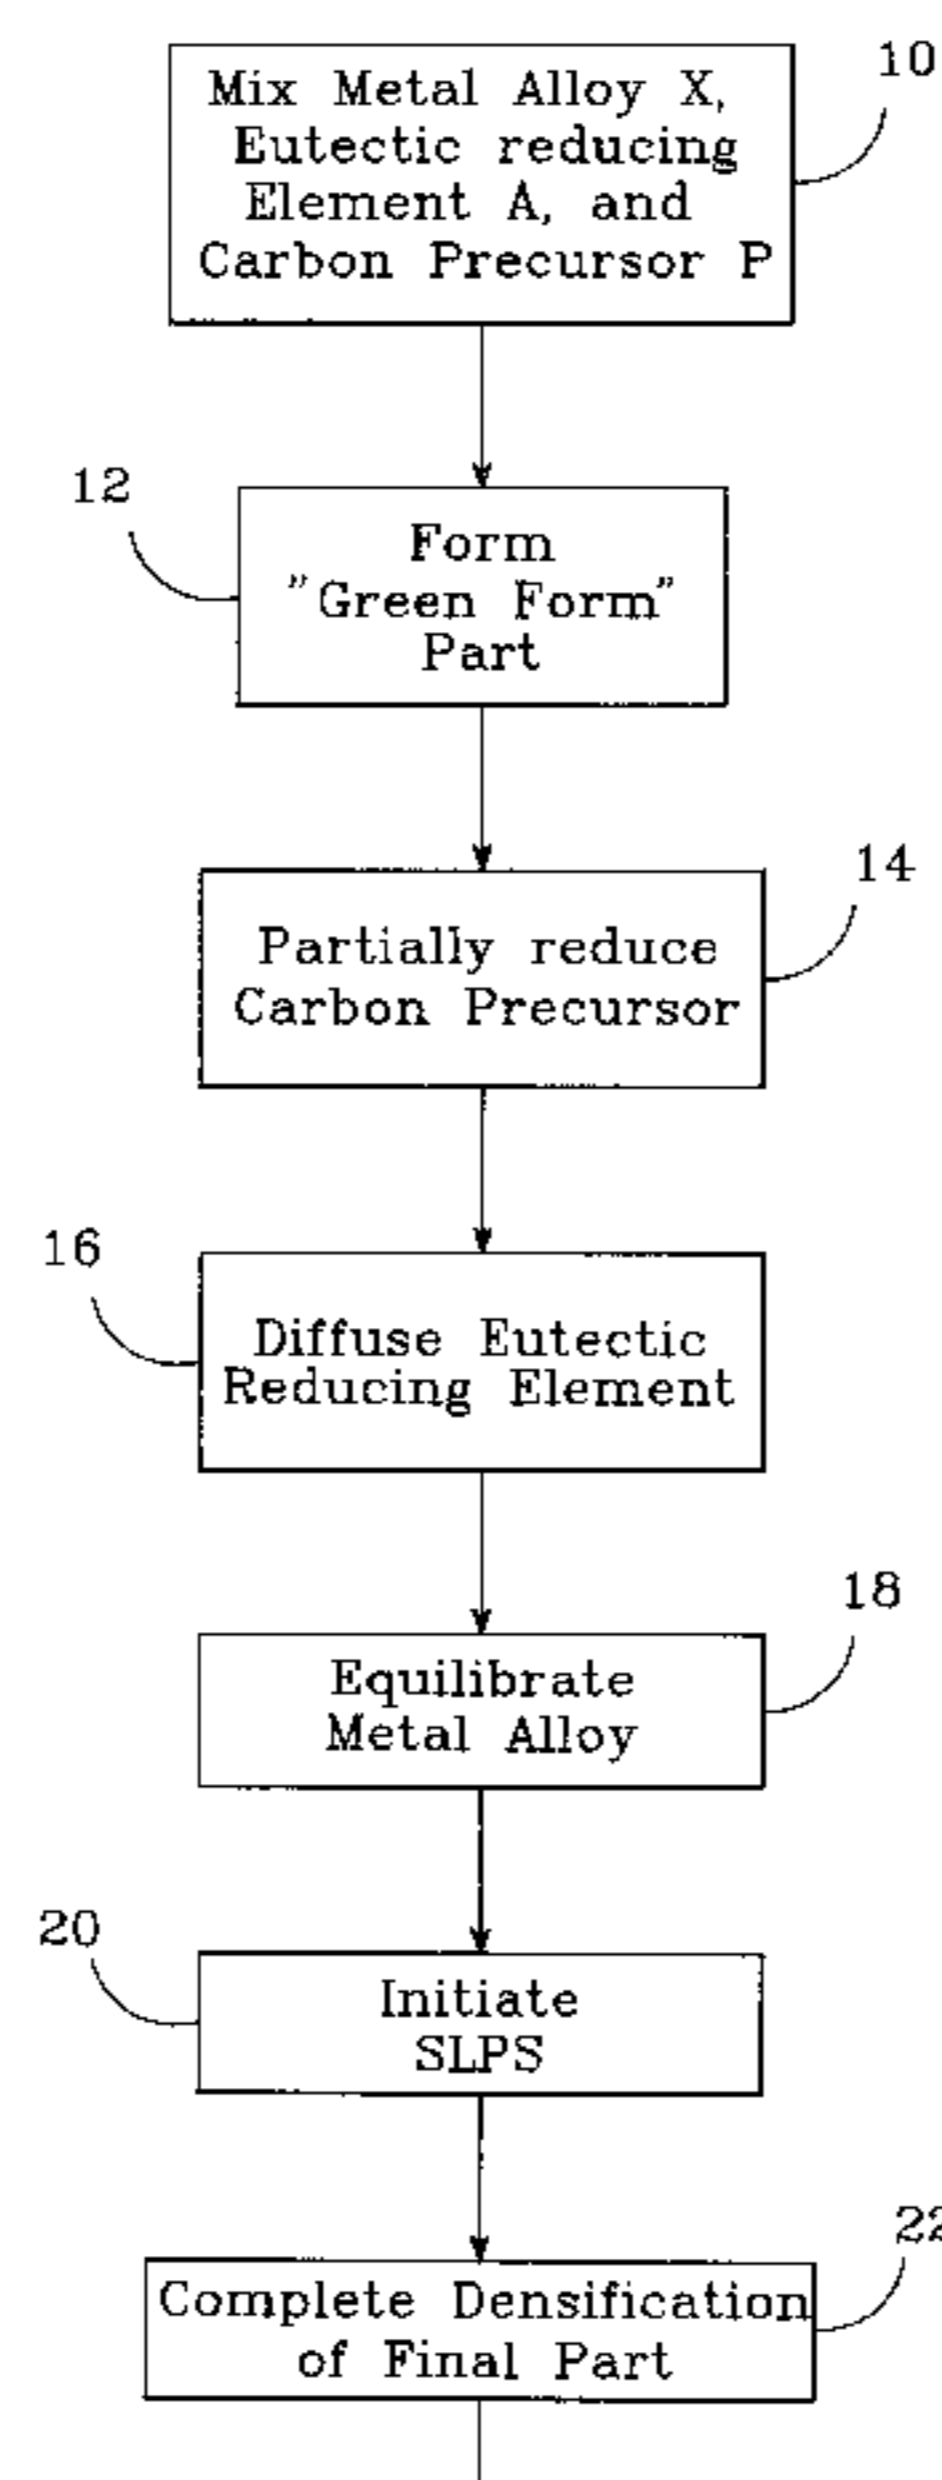 10
Mix Metal Alloy X,
Eutectic reducing
Element A, and
Carbon Precursor P
12
Form
"Green Form"
Part
14
Partially reduce
Carbon Precursor
16
Diffuse Eutectic
Reducing Element
18
Equilibrate
Metal Alloy
20
Initiate
SLPS
22
Complete Densification
of Final Part